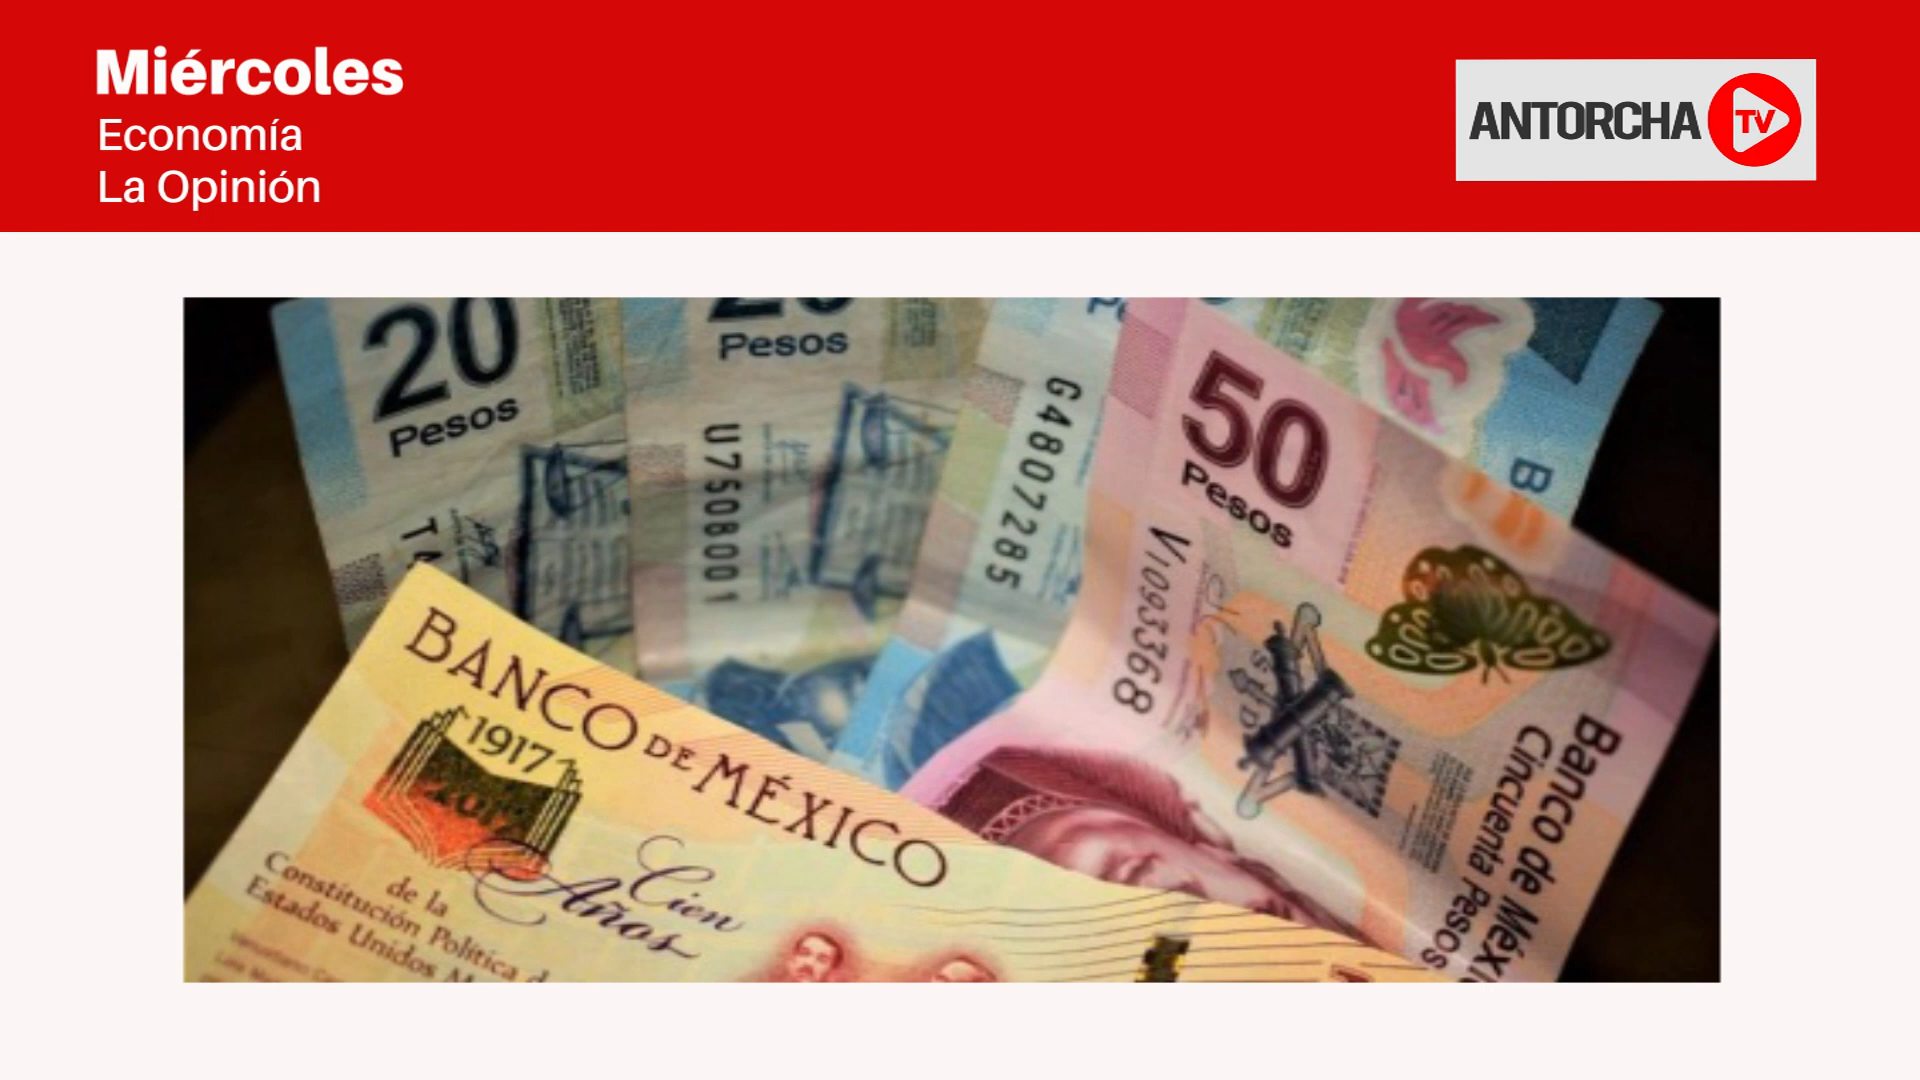 Miércoles
Economía
La Opinión
ANTORCHA TV
20
Pesos
Pesos
U7508001
G4807285
50
Pesos
V1093368
Banco de Méxi
Cincuenta Pesos
BANCO DE MÉXICO
1917
Cien
Años
de la
Constitución Política d
Estados Unidos M